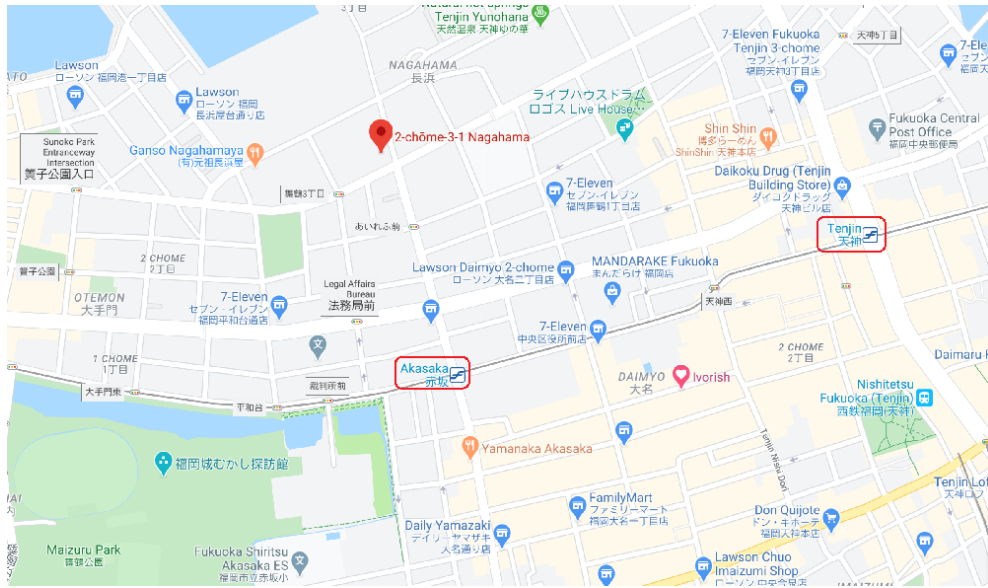 3丁目
Natural Hot Springs
Tenjin Yunohana
天然温泉 天神ゆの華
7-Eleven Fukuoka
Tenjin 3-chome
セブン-イレブン
福岡天神3丁目店
天神5丁目
7-Ele
セブン
福岡天
NAGAHAMA
長浜
Lawson
ローソン 福岡港一丁目店
Lawson
ローソン 福岡
長浜屋台通り店
ライブハウスドラム
ロゴス Live House...
2-chōme-3-1 Nagahama
Sunoko Park
Entranceway
Intersection
簀子公園入口
Ganso Nagahamaya
(有)元祖長浜屋
Shin Shin
博多らーめん
ShinShin 天神本店
Fukuoka Central
Post Office
福岡中央郵便局
舞鶴3丁目
7-Eleven
セブン-イレブン
福岡舞鶴1丁目店
Daikoku Drug (Tenjin
Building Store)
ダイコクドラッグ
天神ビル店
あいれふ前
Tenjin
天神
2 CHOME
2丁目
簀子公園
Lawson Daimyo 2-chome
ローソン 大名二丁目店
MANDARAKE Fukuoka
まんだらけ 福岡店
OTEMON
大手門
7-Eleven
セブン-イレブン
福岡平和台通店
Legal Affairs
Bureau
法務局前
天神西
7-Eleven
中央区役所前店
1 CHOME
1丁目
2 CHOME
2丁目
Daimaru
Akasaka
赤坂
DAIMYO
大名
Ivorish
大手門東
裁判所前
平和台
Nishitetsu
Fukuoka (Tenjin)
西鉄福岡(天神)
Yamanaka Akasaka
Tenjin Nishi Dori
福岡城むかし探訪館
FamilyMart
ファミリーマート
福岡大名一丁目店
Don Quijote
ドン・キホーテ
福岡天神本店
Tenjin Loft
天神ロフ
Daily Yamazaki
デイリーヤマザキ
大名通り店
Maizuru Park
舞鶴公園
Fukuoka Shiritsu
Akasaka ES
福岡市立赤坂小
Lawson Chuo
Imaizumi Shop
ローソン 中央今泉店
IMAIZUMI